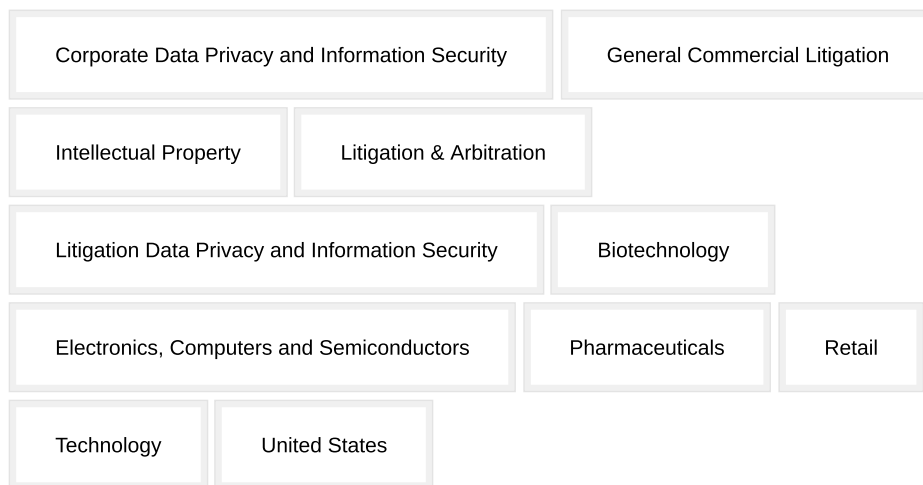 Corporate Data Privacy and Information Security General Commercial Litigation
Intellectual Property Litigation & Arbitration
Litigation Data Privacy and Information Security Biotechnology
Electronics, Computers and Semiconductors Pharmaceuticals Retail
Technology United States